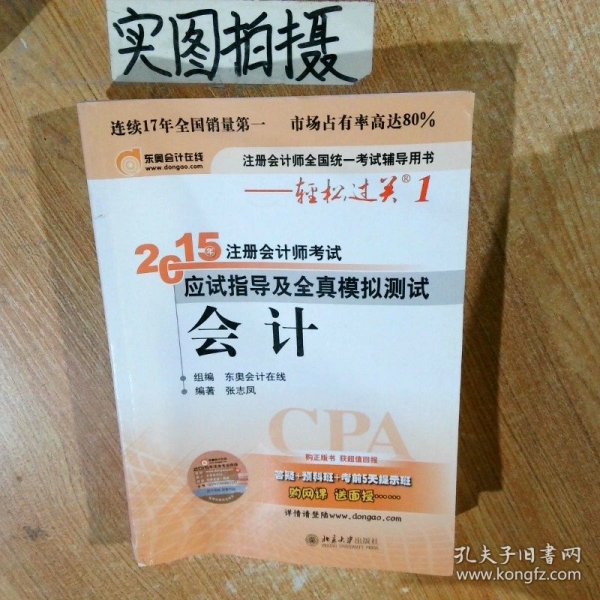 实图拍摄
连续17年全国销量第一 市场占有率高达80%
东奥会计在线
www.dongao.com
注册会计师全国统一考试辅导用书
——轻松过关® 1
2015年 注册会计师考试
应试指导及全真模拟测试
会计
组编 东奥会计在线
编著 张志凤
CPA
购正版书 获超值回报
答疑+预科班+考前5天提示班
购网课 送面授……
详情请登陆www.dongao.com
北京大学出版社
孔夫子旧书网
www.kongfz.com